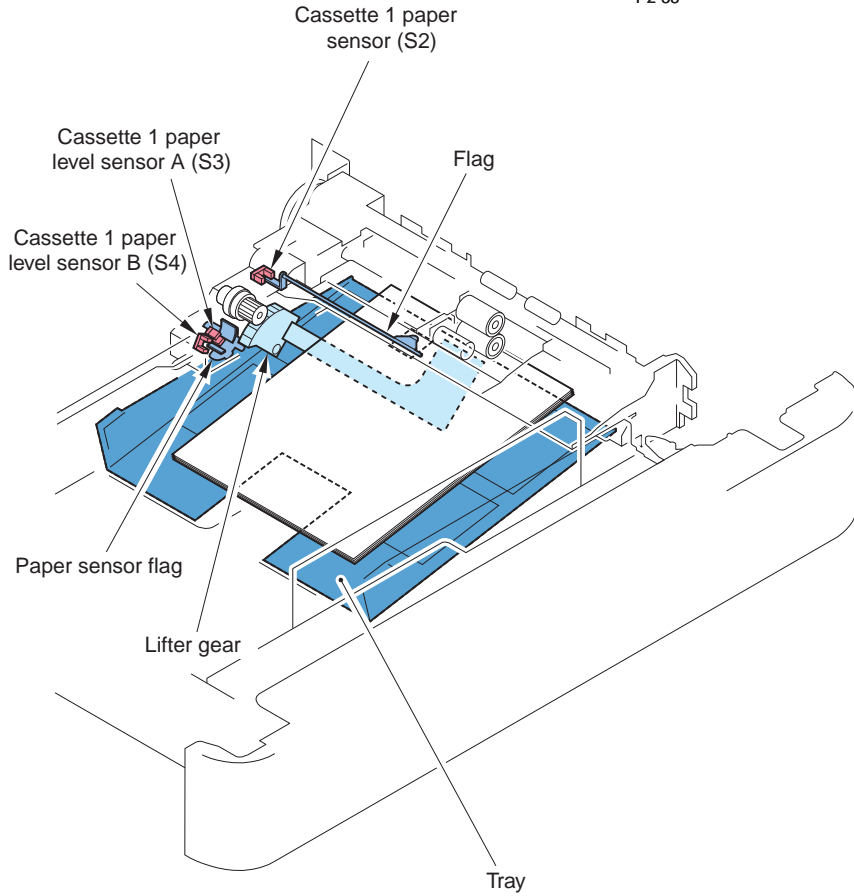 Cassette 1 paper
sensor (S2)
Cassette 1 paper
level sensor A (S3)
Flag
Cassette 1 paper
level sensor B (S4)
Paper sensor flag
Lifter gear
Tray